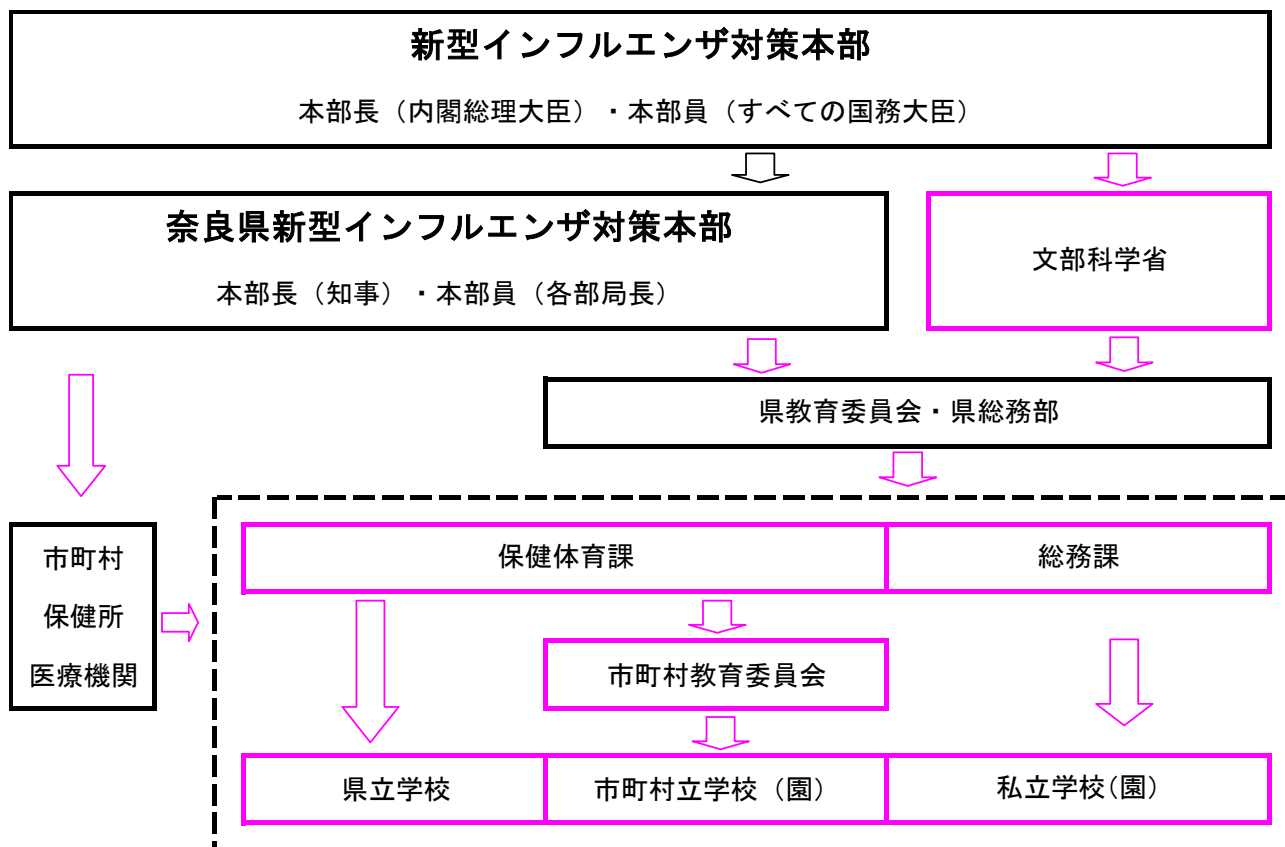 新型インフルエンザ対策本部
本部長（内閣総理大臣）・本部員（すべての国務大臣）
奈良県新型インフルエンザ対策本部
本部長（知事）・本部員（各部局長）
文部科学省
県教育委員会・県総務部
市町村
保健所
医療機関
保健体育課
総務課
市町村教育委員会
県立学校
市町村立学校（園）
私立学校（園）